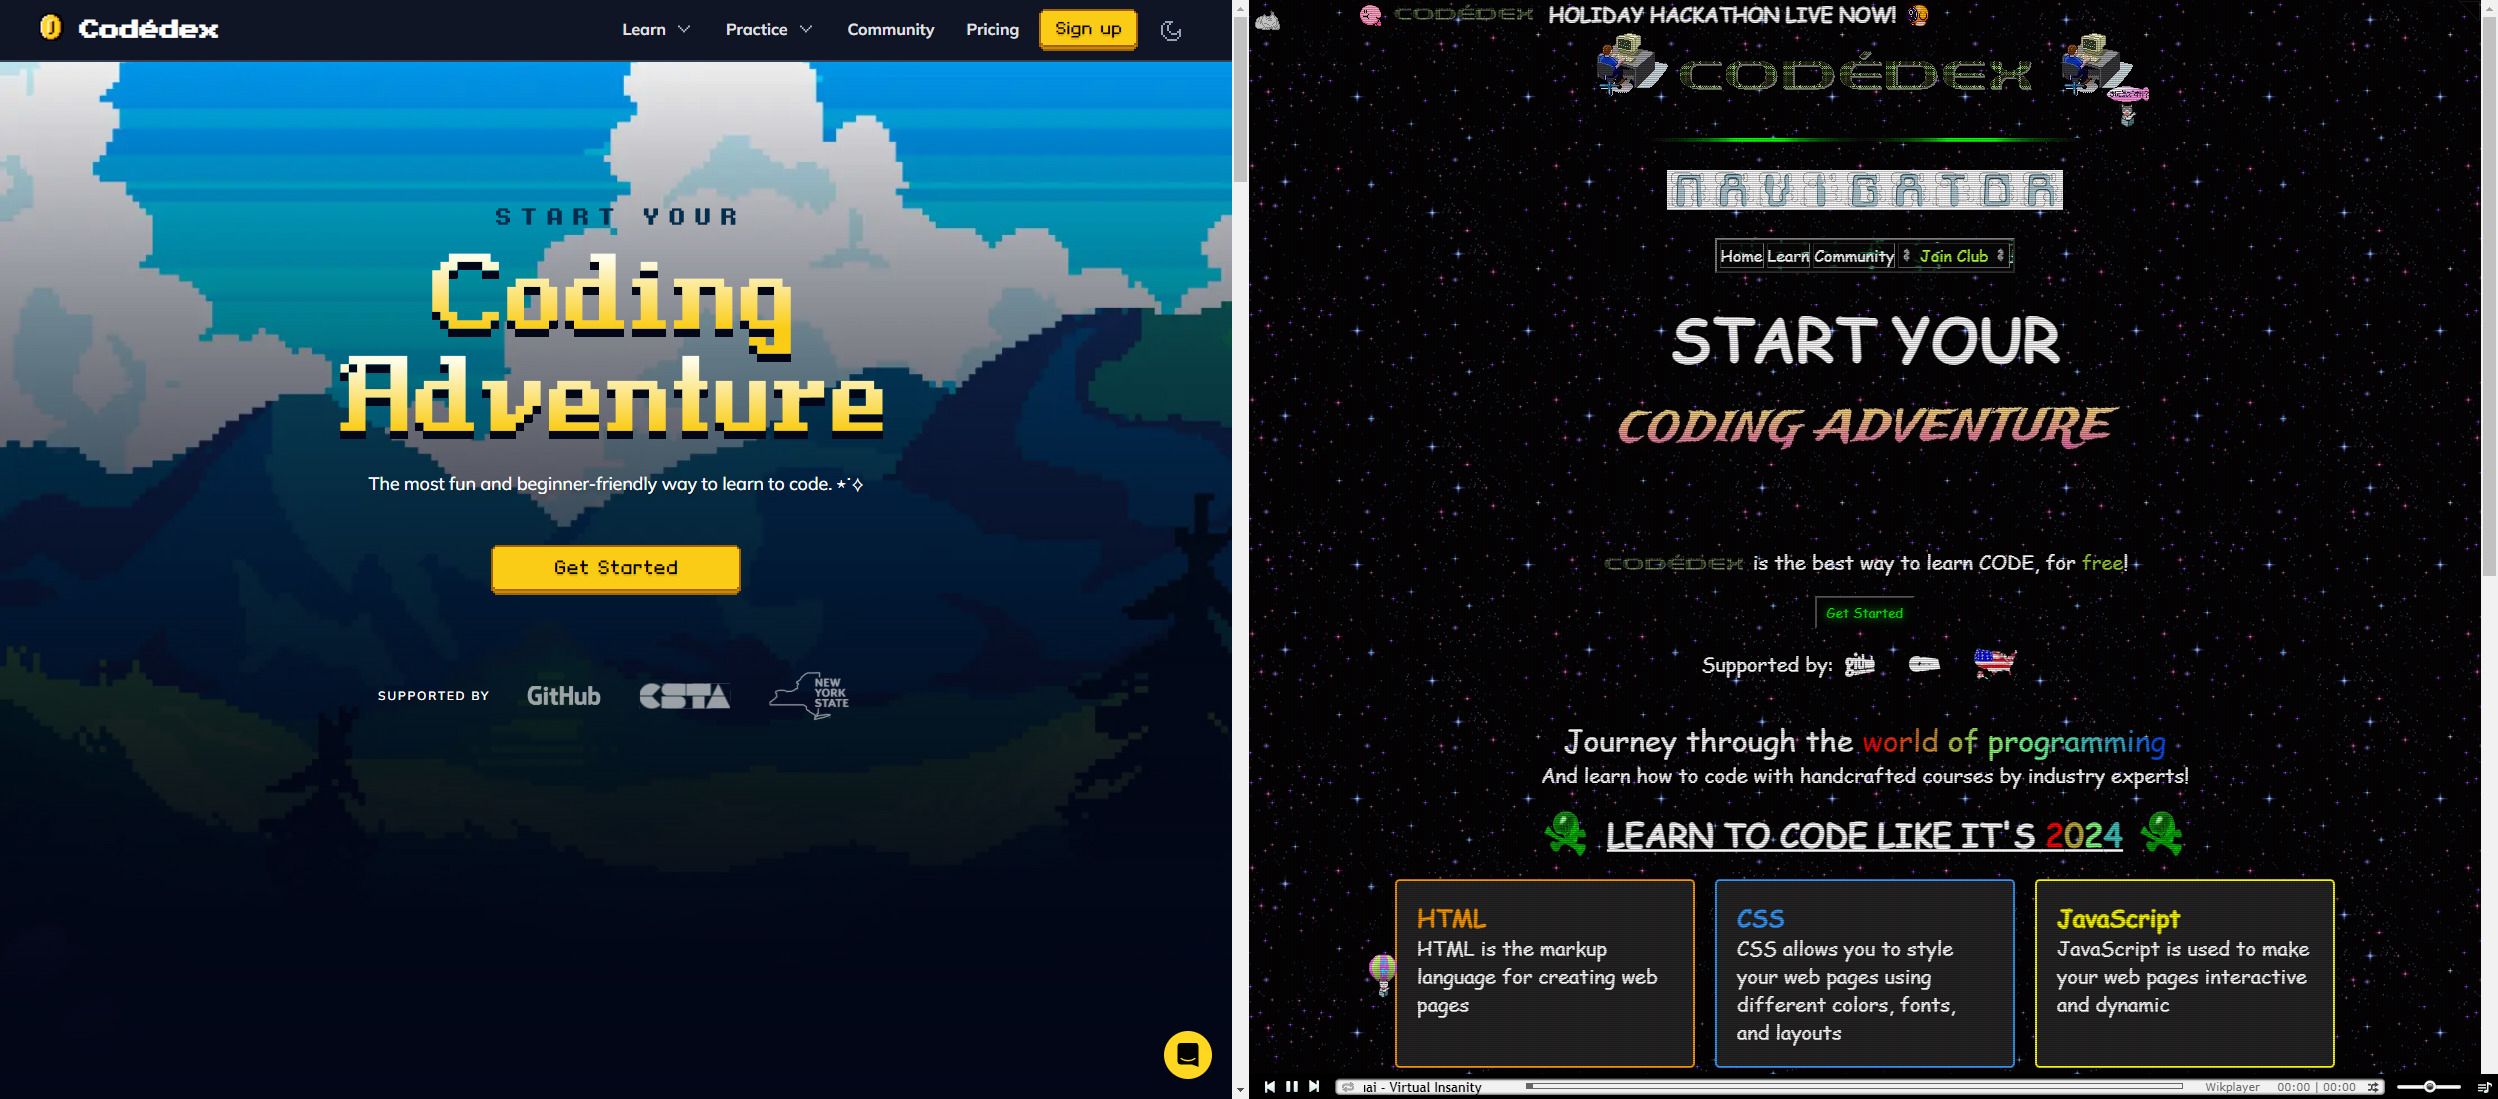 Codédex
Learn
Practice
Community
Pricing
Sign up
START YOUR
Coding
Adventure
The most fun and beginner-friendly way to learn to code.
Get Started
SUPPORTED BY
GitHub
CSTA
NEW
YORK
STATE
CODÉDEX HOLIDAY HACKATHON LIVE NOW!
CODÉDEX
NAVIGATOR
Home
Learn
Community
Join Club
START YOUR
CODING ADVENTURE
CODÉDEX is the best way to learn CODE, for free!
Get Started
Supported by:
Journey through the world of programming
And learn how to code with handcrafted courses by industry experts!
LEARN TO CODE LIKE IT'S 2024
HTML
HTML is the markup
language for creating web
pages
CSS
CSS allows you to style
your web pages using
different colors, fonts,
and layouts
JavaScript
JavaScript is used to make
your web pages interactive
and dynamic
ai - Virtual Insanity
Wikplayer
00:00 | 00:00